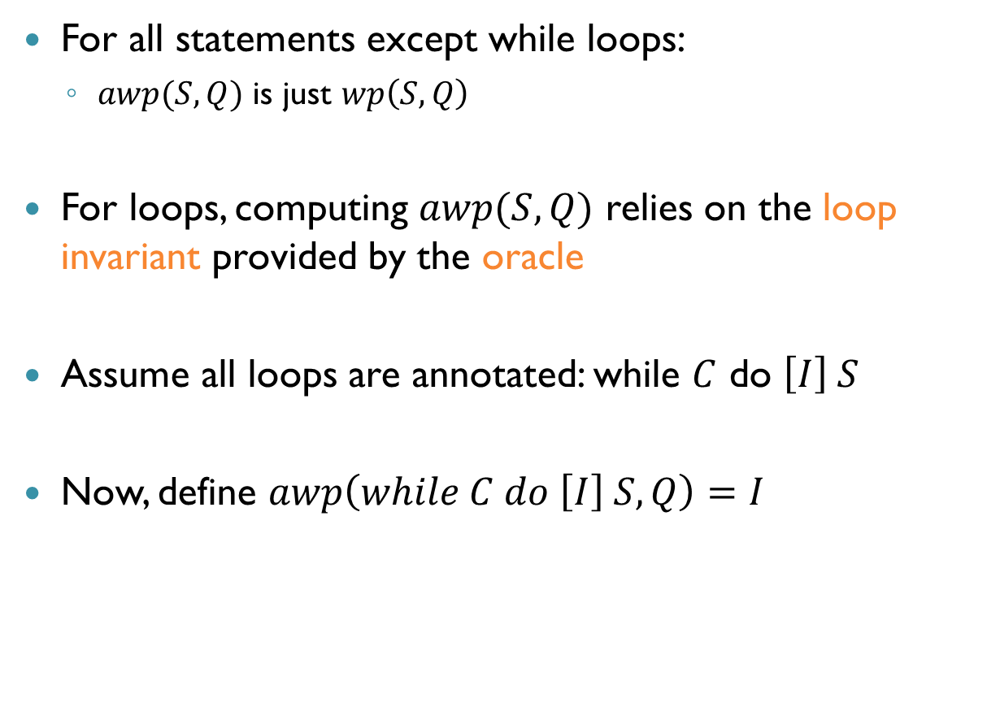 • For all statements except while loops:
◦ awp(S, Q) is just wp(S, Q)
• For loops, computing awp(S, Q) relies on the loop
invariant provided by the oracle
• Assume all loops are annotated: while C do [I] S
• Now, define awp(while C do [I] S, Q) = I